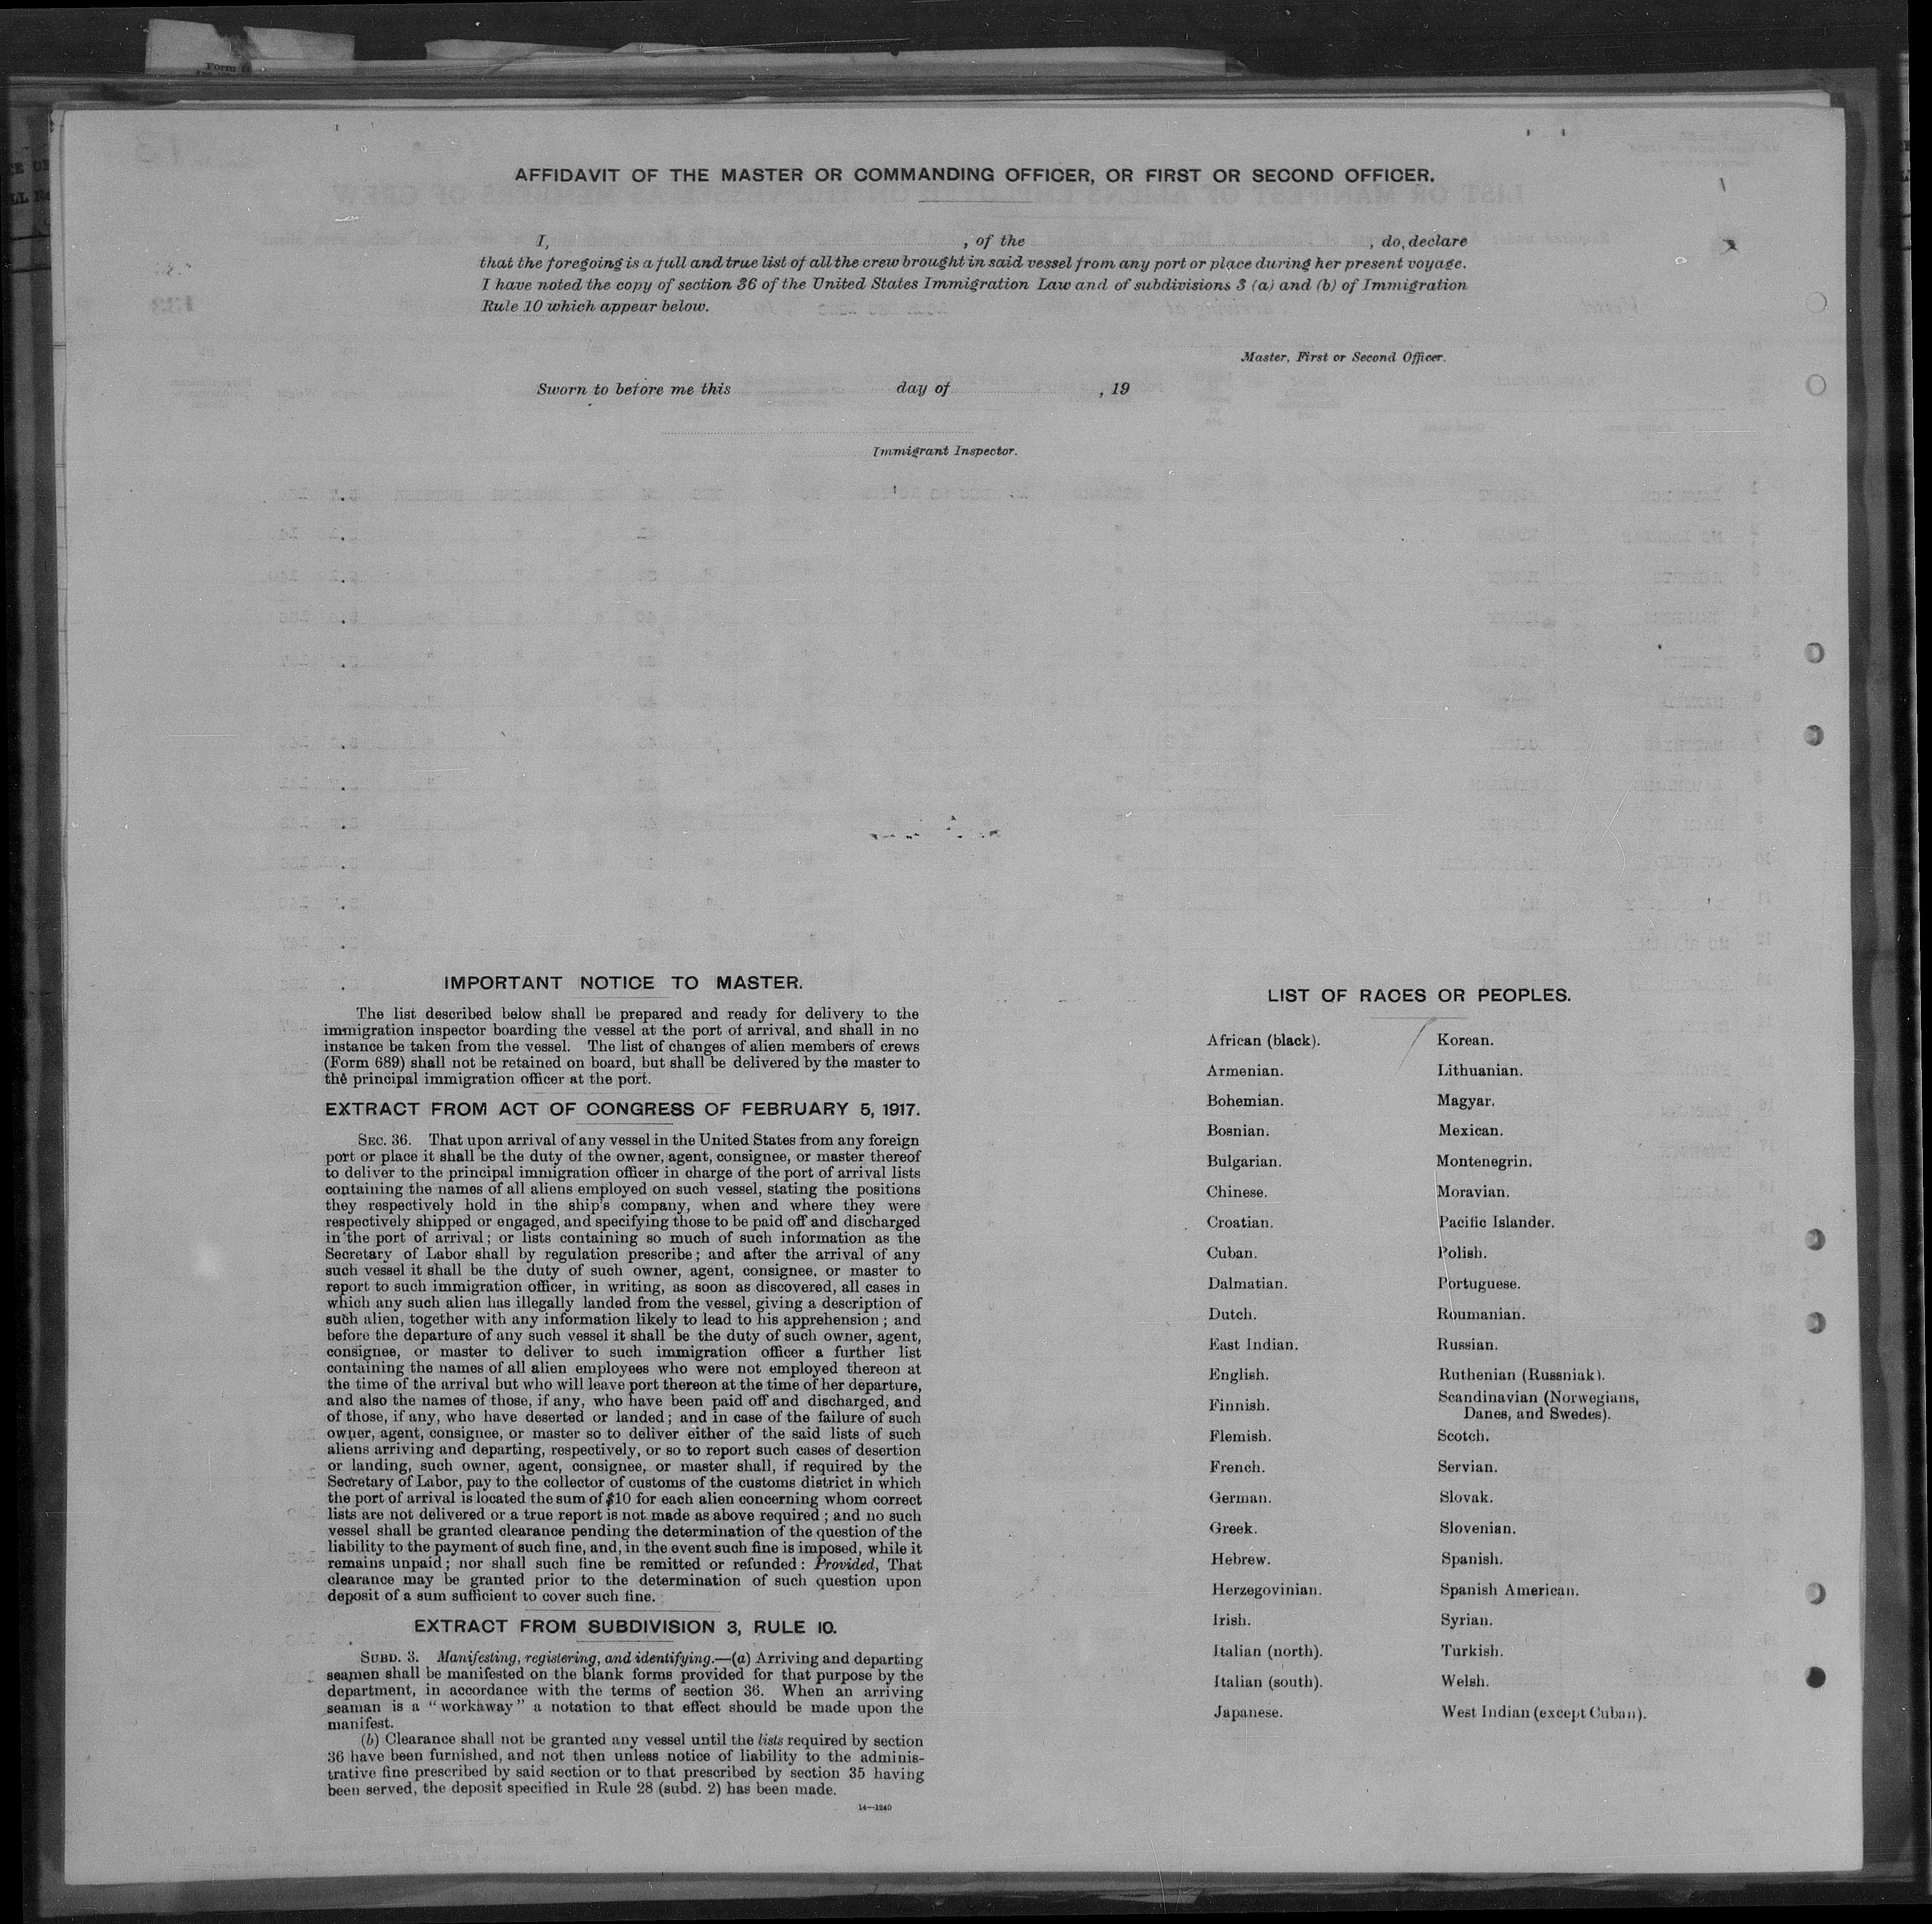 Form
AFFIDAVIT OF THE MASTER OR COMMANDING OFFICER, OR FIRST OR SECOND OFFICER.
I, , of the , do, declare
that the foregoing is a full and true list of all the crew brought in said vessel from any port or place during her present voyage.
I have noted the copy of section 36 of the United States Immigration Law and of subdivisions 3 (a) and (b) of Immigration
Rule 10 which appear below.
Master, First or Second Officer.
Sworn to before me this day of , 19
Immigrant Inspector.
IMPORTANT NOTICE TO MASTER.
The list described below shall be prepared and ready for delivery to the
immigration inspector boarding the vessel at the port of arrival, and shall in no
instance be taken from the vessel. The list of changes of alien members of crews
(Form 689) shall not be retained on board, but shall be delivered by the master to
the principal immigration officer at the port.
EXTRACT FROM ACT OF CONGRESS OF FEBRUARY 5, 1917.
SEC. 36. That upon arrival of any vessel in the United States from any foreign
port or place it shall be the duty of the owner, agent, consignee, or master thereof
to deliver to the principal immigration officer in charge of the port of arrival lists
containing the names of all aliens employed on such vessel, stating the positions
they respectively hold in the ship's company, when and where they were
respectively shipped or engaged, and specifying those to be paid off and discharged
in the port of arrival; or lists containing so much of such information as the
Secretary of Labor shall by regulation prescribe; and after the arrival of any
such vessel it shall be the duty of such owner, agent, consignee, or master to
report to such immigration officer, in writing, as soon as discovered, all cases in
which any such alien has illegally landed from the vessel, giving a description of
such alien, together with any information likely to lead to his apprehension; and
before the departure of any such vessel it shall be the duty of such owner, agent,
consignee, or master to deliver to such immigration officer a further list
containing the names of all alien employees who were not employed thereon at
the time of the arrival but who will leave port thereon at the time of her departure,
and also the names of those, if any, who have been paid off and discharged, and
of those, if any, who have deserted or landed; and in case of the failure of such
owner, agent, consignee, or master so to deliver either of the said lists of such
aliens arriving and departing, respectively, or so to report such cases of desertion
or landing, such owner, agent, consignee, or master shall, if required by the
Secretary of Labor, pay to the collector of customs of the customs district in which
the port of arrival is located the sum of $10 for each alien concerning whom correct
lists are not delivered or a true report is not made as above required; and no such
vessel shall be granted clearance pending the determination of the question of the
liability to the payment of such fine, and, in the event such fine is imposed, while it
remains unpaid; nor shall such fine be remitted or refunded: Provided, That
clearance may be granted prior to the determination of such question upon
deposit of a sum sufficient to cover such fine.
EXTRACT FROM SUBDIVISION 3, RULE 10.
SUBD. 3. Manifesting, registering, and identifying.—(a) Arriving and departing
seamen shall be manifested on the blank forms provided for that purpose by the
department, in accordance with the terms of section 36. When an arriving
seaman is a "workaway" a notation to that effect should be made upon the
manifest.
(b) Clearance shall not be granted any vessel until the lists required by section
36 have been furnished, and not then unless notice of liability to the adminis-
trative fine prescribed by said section or to that prescribed by section 35 having
been served, the deposit specified in Rule 28 (subd. 2) has been made.
14—1240
LIST OF RACES OR PEOPLES.
African (black).
Armenian.
Bohemian.
Bosnian.
Bulgarian.
Chinese.
Croatian.
Cuban.
Dalmatian.
Dutch.
East Indian.
English.
Finnish.
Flemish.
French.
German.
Greek.
Hebrew.
Herzegovinian.
Irish.
Italian (north).
Italian (south).
Japanese.
Korean.
Lithuanian.
Magyar.
Mexican.
Montenegrin.
Moravian.
Pacific Islander.
Polish.
Portuguese.
Roumanian.
Russian.
Ruthenian (Russniak).
Scandinavian (Norwegians,
Danes, and Swedes).
Scotch.
Servian.
Slovak.
Slovenian.
Spanish.
Spanish American.
Syrian.
Turkish.
Welsh.
West Indian (except Cuban).